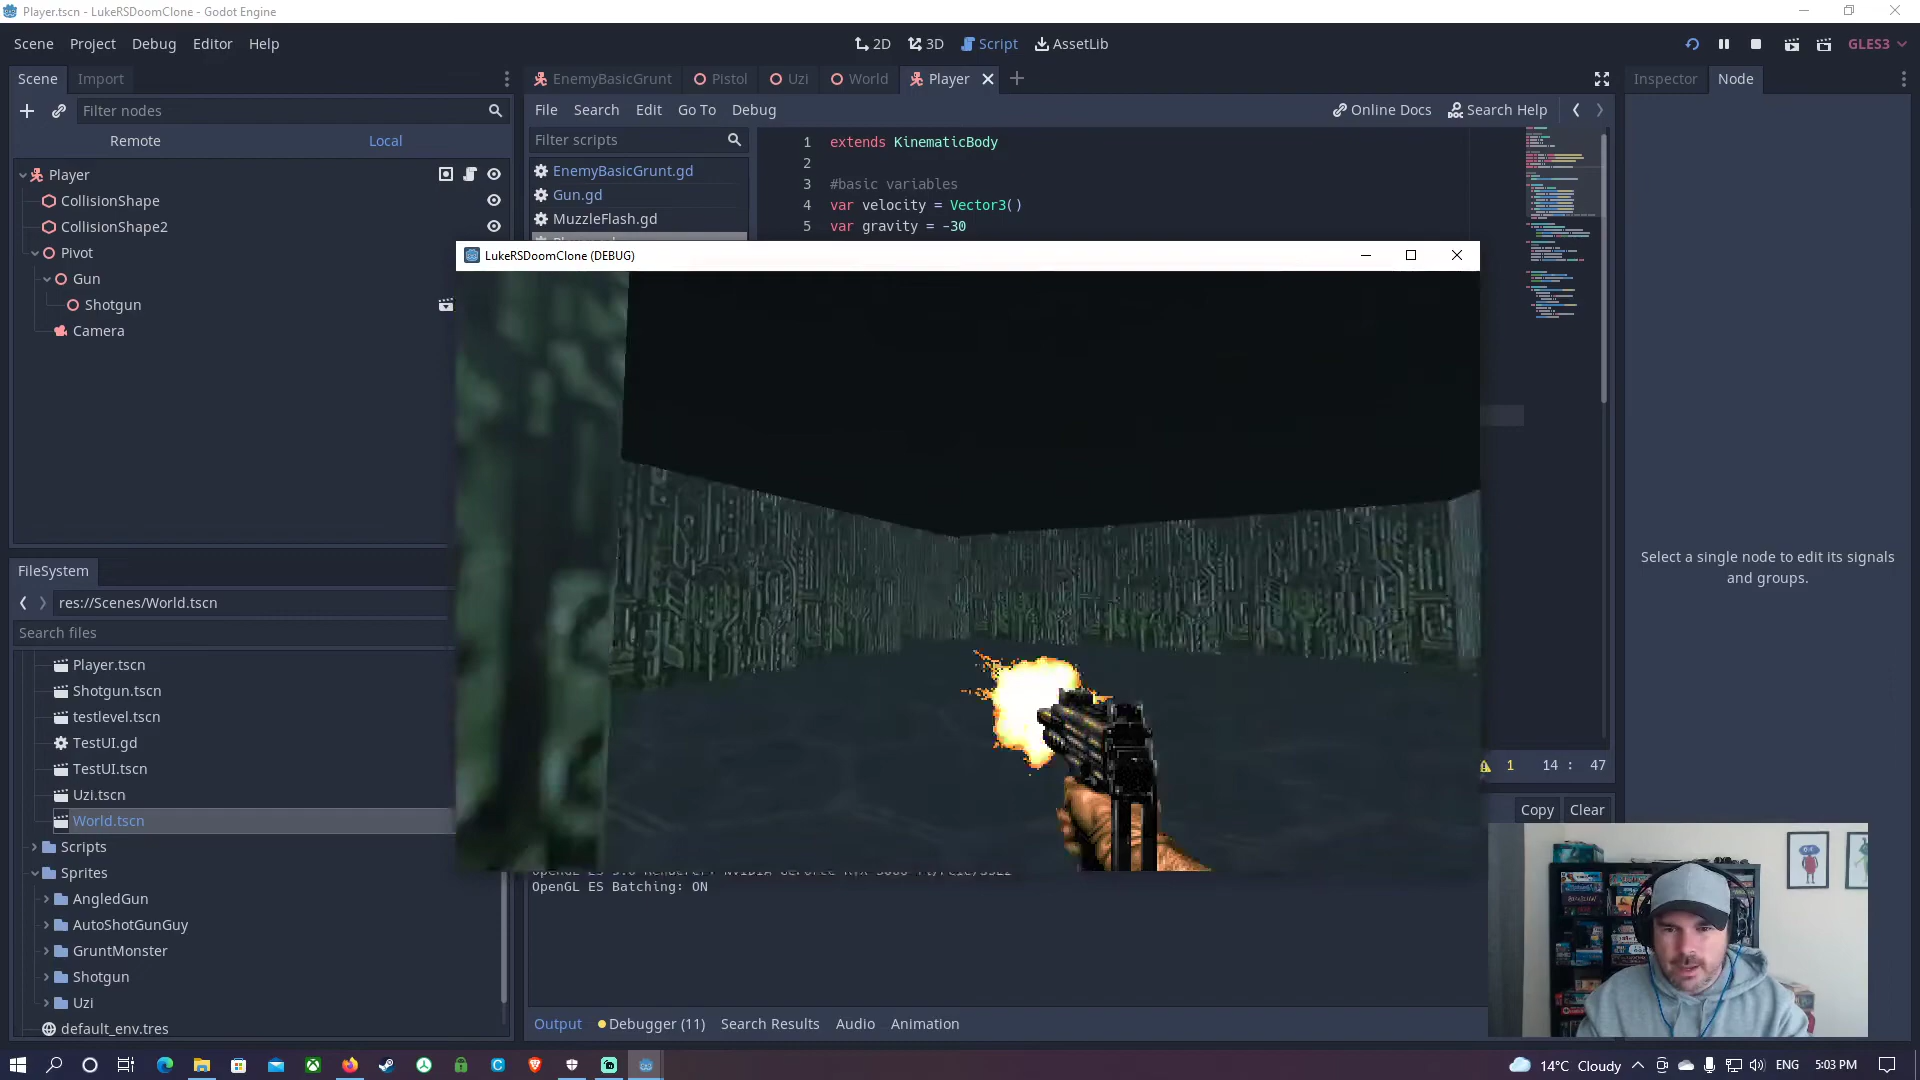 Player.tscn - LukeRSDoomClone - Godot Engine
Scene Project Debug Editor Help
2D 3D Script AssetLib
GLES3
Scene Import
EnemyBasicGrunt Pistol Uzi World Player
Inspector Node
Filter nodes
File Search Edit Go To Debug
Online Docs Search Help
Remote Local
Filter scripts
Player
CollisionShape
CollisionShape2
Pivot
Gun
Shotgun
Camera
EnemyBasicGrunt.gd
Gun.gd
MuzzleFlash.gd
1 extends KinematicBody
2
3 #basic variables
4 var velocity = Vector3()
5 var gravity = -30
LukeRSDoomClone (DEBUG)
Select a single node to edit its signals
and groups.
FileSystem
res://Scenes/World.tscn
Search files
Player.tscn
Shotgun.tscn
testlevel.tscn
TestUI.gd
TestUI.tscn
Uzi.tscn
World.tscn
Scripts
Sprites
AngledGun
AutoShotGunGuy
GruntMonster
Shotgun
Uzi
default_env.tres
1 14 : 47
Copy Clear
OpenGL ES Batching: ON
Output Debugger (11) Search Results Audio Animation
14°C Cloudy ENG 5:03 PM